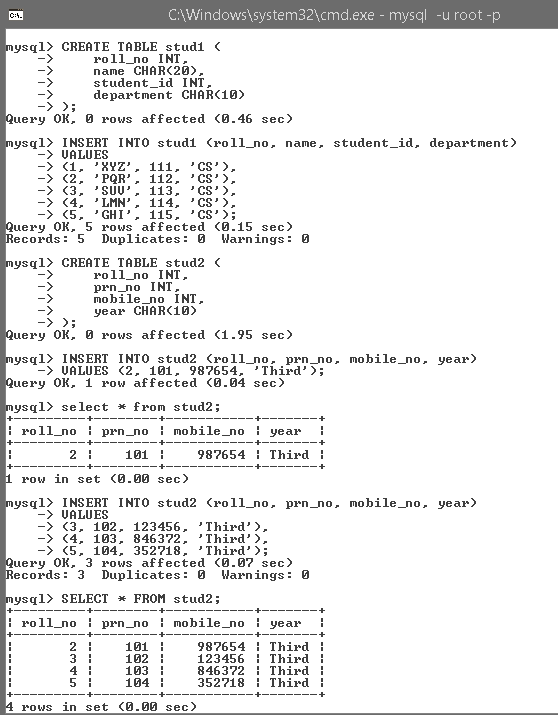 C:\Windows\system32\cmd.exe - mysql -u root -p
mysql> CREATE TABLE stud1 (
    ->     roll_no INT,
    ->     name CHAR(20),
    ->     student_id INT,
    ->     department CHAR(10)
    -> );
Query OK, 0 rows affected (0.46 sec)
mysql> INSERT INTO stud1 (roll_no, name, student_id, department)
    -> VALUES
    -> (1, 'XYZ', 111, 'CS'),
    -> (2, 'PQR', 112, 'CS'),
    -> (3, 'SUV', 113, 'CS'),
    -> (4, 'LMN', 114, 'CS'),
    -> (5, 'GHI', 115, 'CS');
Query OK, 5 rows affected (0.15 sec)
Records: 5  Duplicates: 0  Warnings: 0
mysql> CREATE TABLE stud2 (
    ->     roll_no INT,
    ->     prn_no INT,
    ->     mobile_no INT,
    ->     year CHAR(10)
    -> );
Query OK, 0 rows affected (1.95 sec)
mysql> INSERT INTO stud2 (roll_no, prn_no, mobile_no, year)
    -> VALUES (2, 101, 987654, 'Third');
Query OK, 1 row affected (0.04 sec)
mysql> select * from stud2;
+---------+--------+-----------+-------+
| roll_no | prn_no | mobile_no | year  |
+---------+--------+-----------+-------+
|       2 |    101 |    987654 | Third |
+---------+--------+-----------+-------+
1 row in set (0.00 sec)
mysql> INSERT INTO stud2 (roll_no, prn_no, mobile_no, year)
    -> VALUES
    -> (3, 102, 123456, 'Third'),
    -> (4, 103, 846372, 'Third'),
    -> (5, 104, 352718, 'Third');
Query OK, 3 rows affected (0.07 sec)
Records: 3  Duplicates: 0  Warnings: 0
mysql> SELECT * FROM stud2;
+---------+--------+-----------+-------+
| roll_no | prn_no | mobile_no | year  |
+---------+--------+-----------+-------+
|       2 |    101 |    987654 | Third |
|       3 |    102 |    123456 | Third |
|       4 |    103 |    846372 | Third |
|       5 |    104 |    352718 | Third |
+---------+--------+-----------+-------+
4 rows in set (0.00 sec)